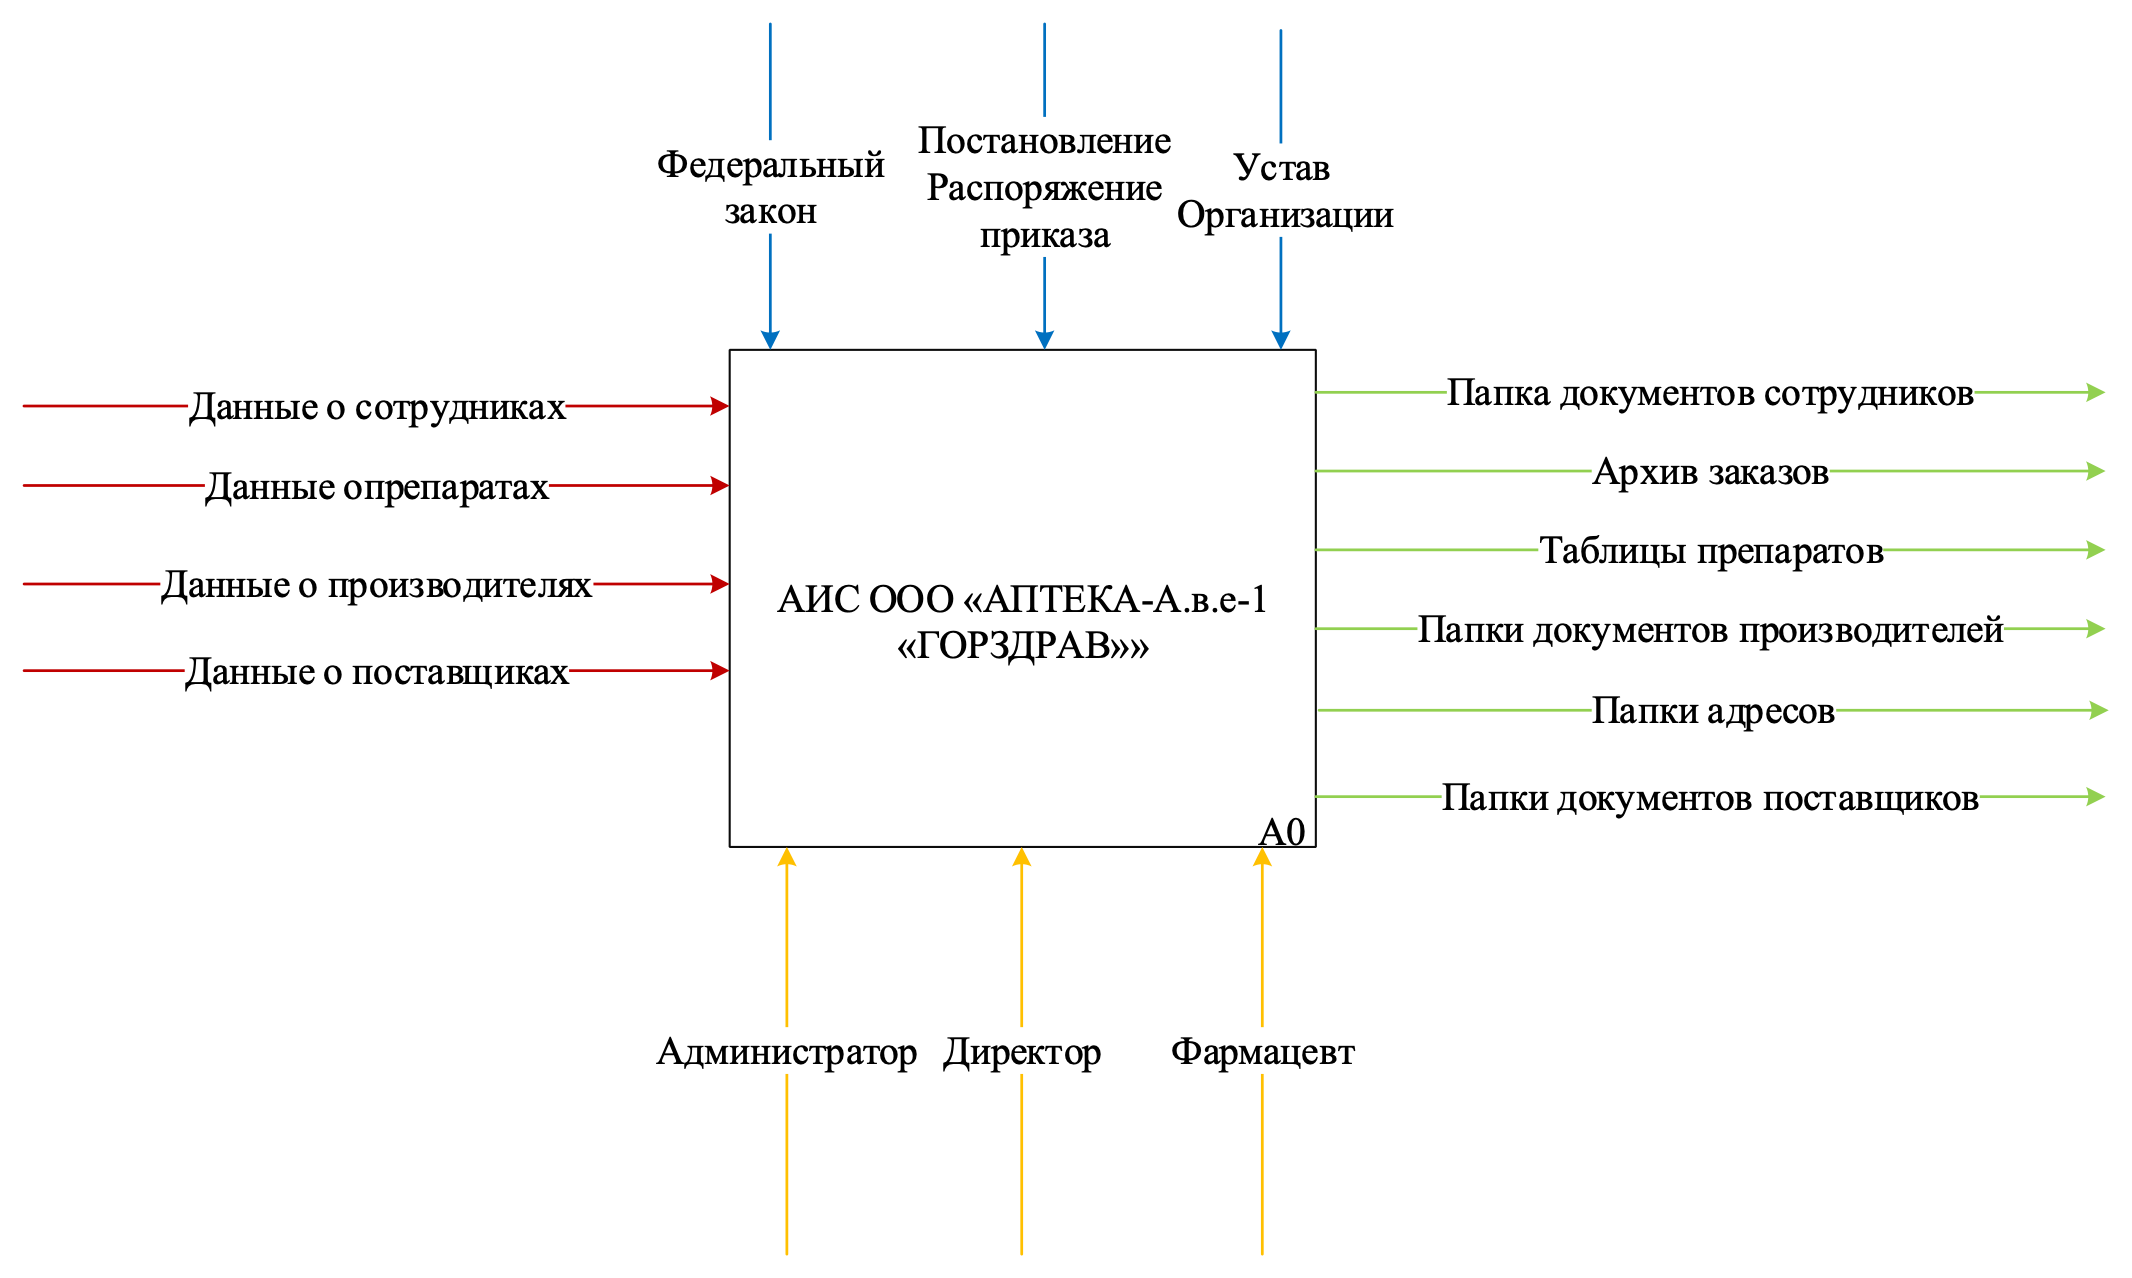 Федеральный
закон
Постановление
Распоряжение
приказа
Устав
Организации
Данные о сотрудниках
Данные опрепаратах
Данные о производителях
Данные о поставщиках
АИС ООО «АПТЕКА-А.в.е-1
«ГОРЗДРАВ»»
А0
Папка документов сотрудников
Архив заказов
Таблицы препаратов
Папки документов производителей
Папки адресов
Папки документов поставщиков
Администратор
Директор
Фармацевт